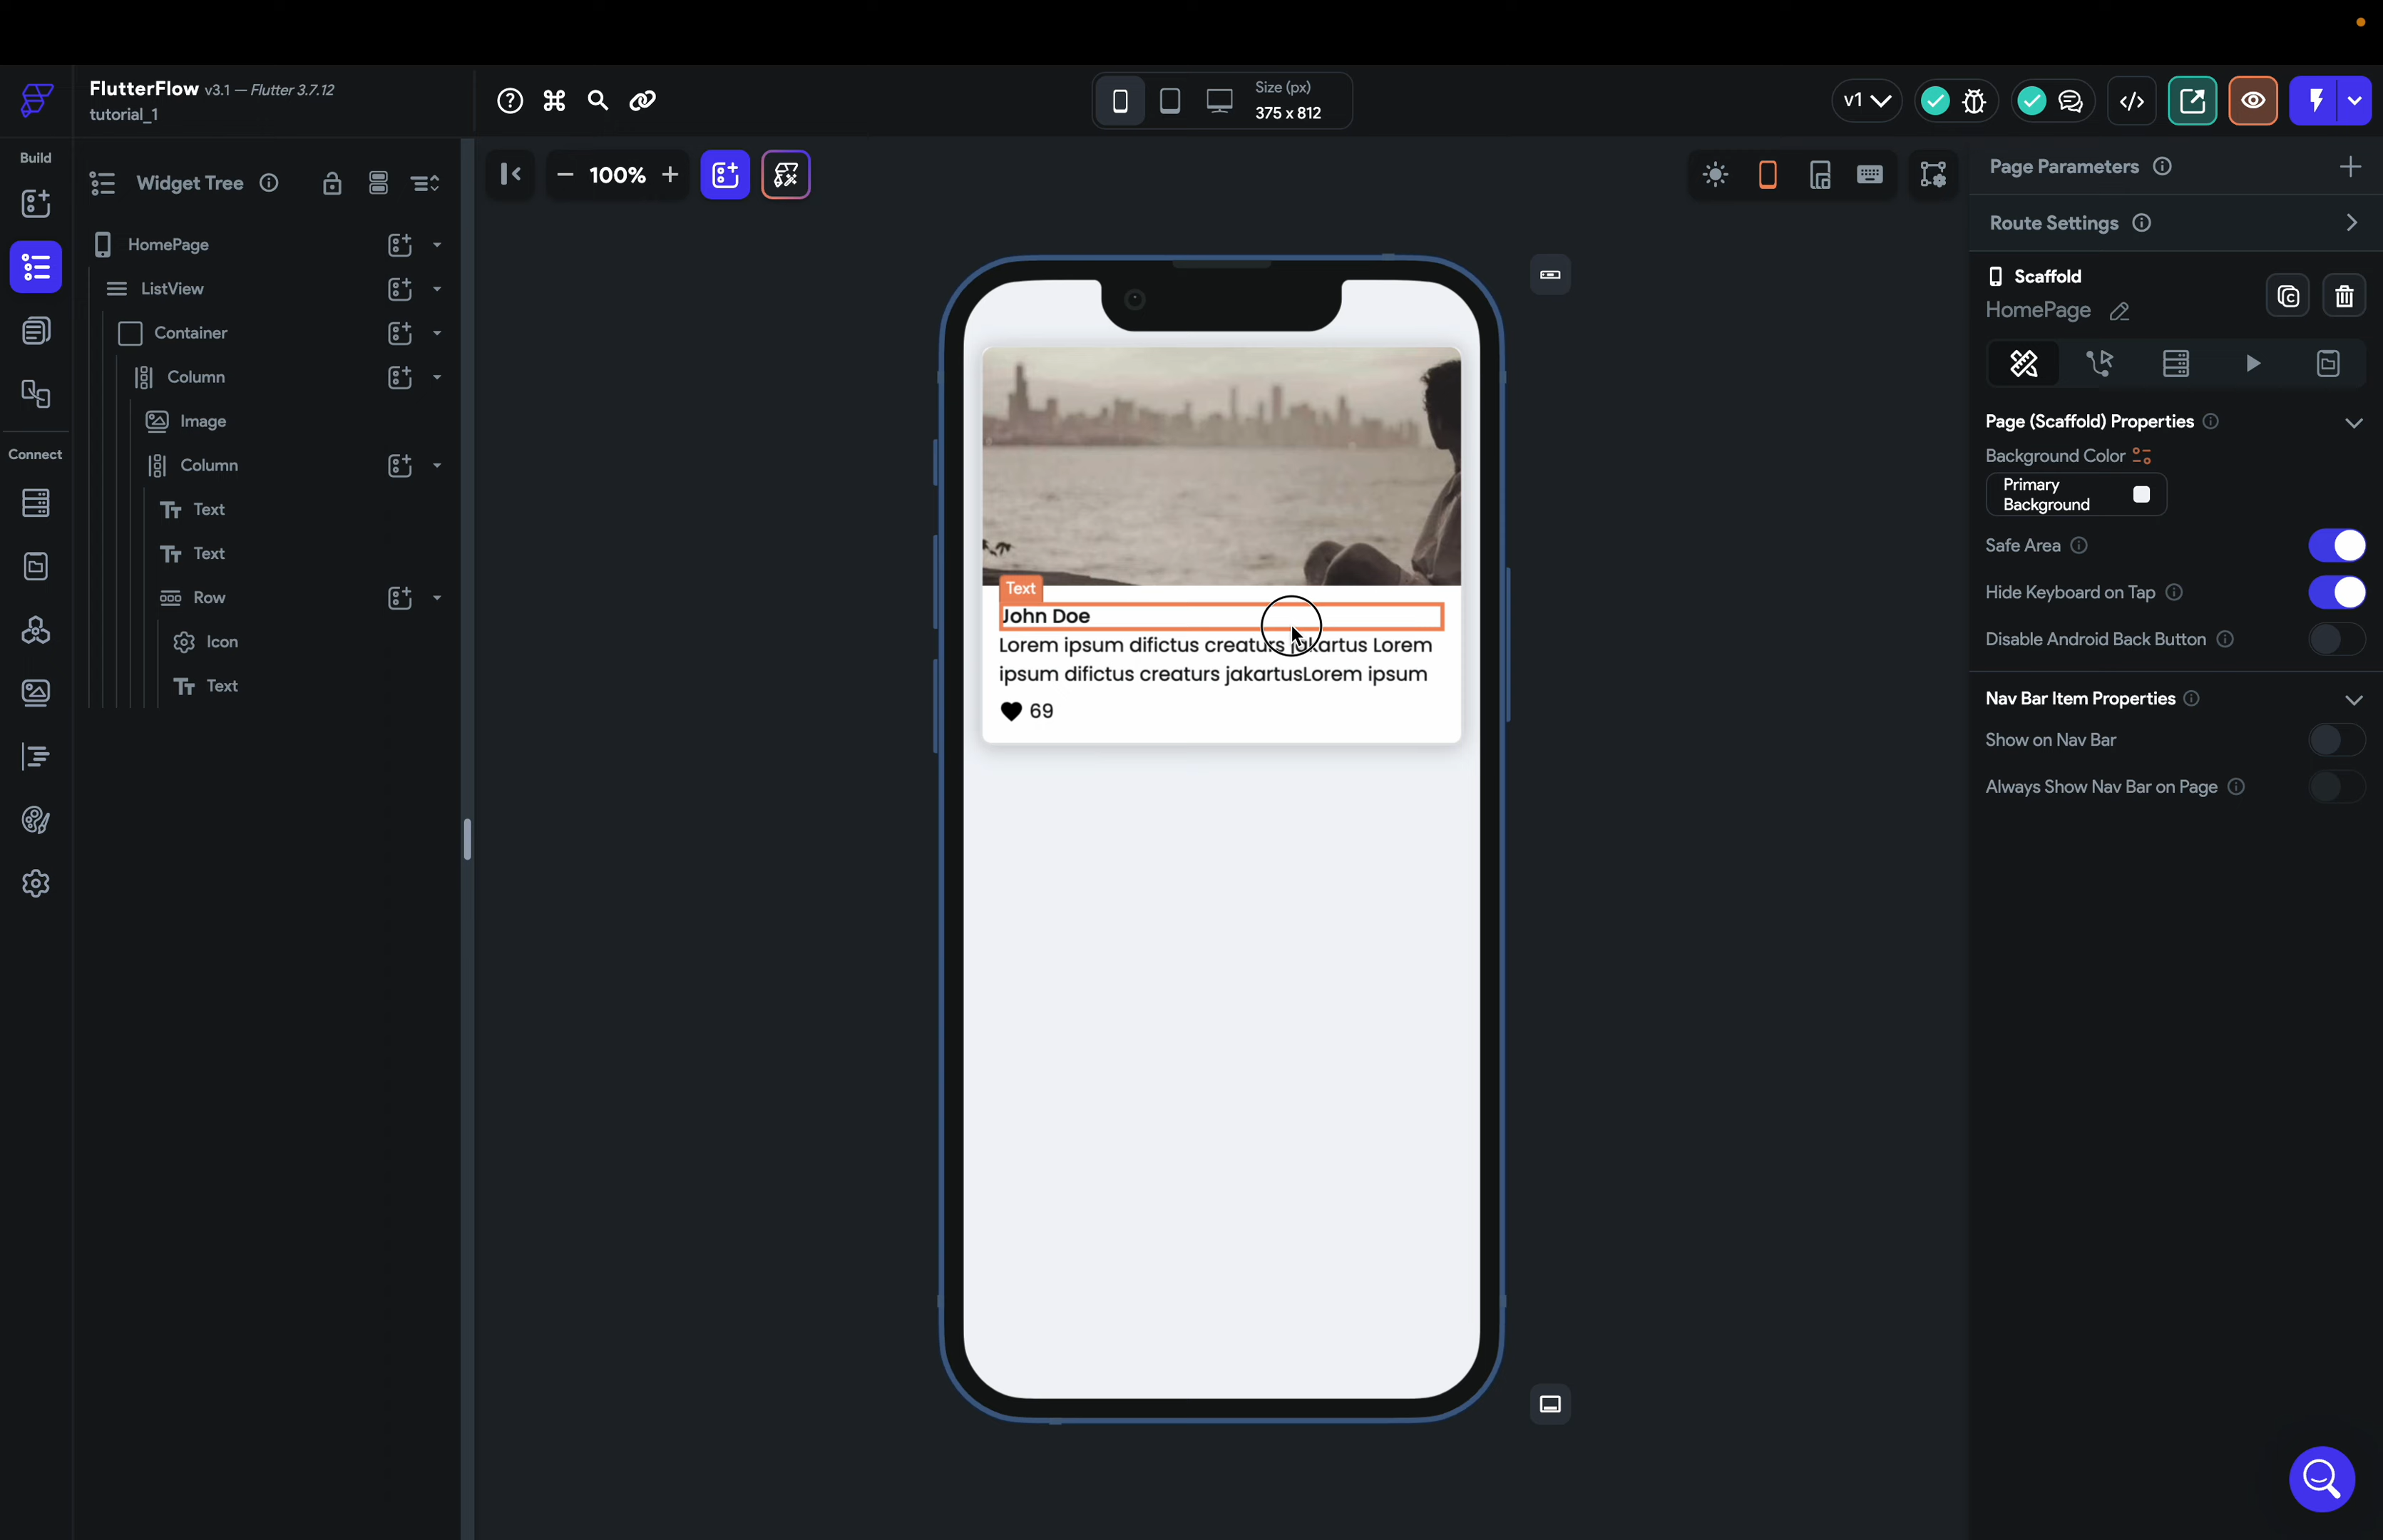 FlutterFlow v3.1 — Flutter 3.7.12
tutorial_1
Size (px)
375 x 812
v1
Build
Connect
Widget Tree
HomePage
ListView
Container
Column
Image
Column
Text
Text
Row
Icon
Text
100%
Text
John Doe
Lorem ipsum difictus creaturs jakartus Lorem
ipsum difictus creaturs jakartusLorem ipsum
69
Page Parameters
Route Settings
Scaffold
HomePage
Page (Scaffold) Properties
Background Color
Primary
Background
Safe Area
Hide Keyboard on Tap
Disable Android Back Button
Nav Bar Item Properties
Show on Nav Bar
Always Show Nav Bar on Page